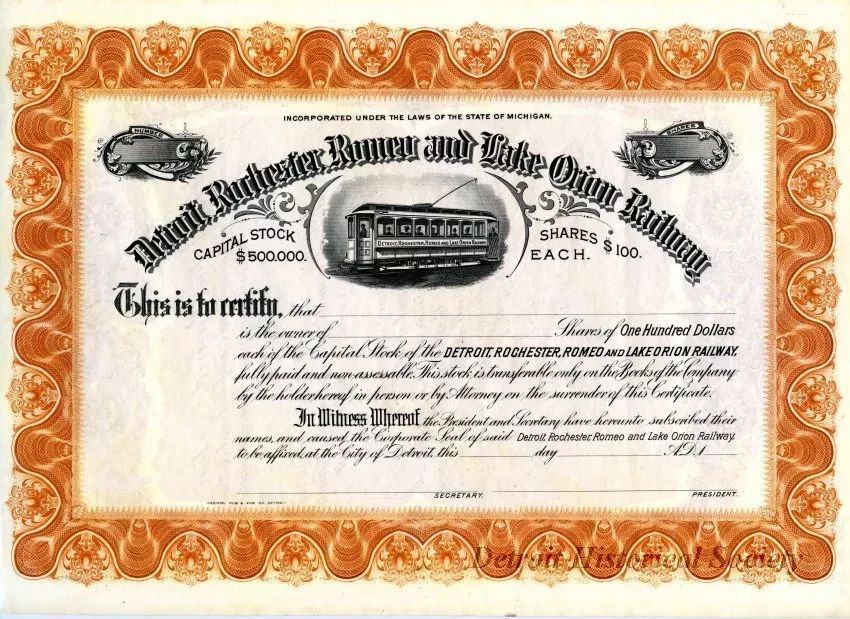 INCORPORATED UNDER THE LAWS OF THE STATE OF MICHIGAN.
NUMBER
SHARES
Detroit, Rochester, Romeo and Lake Orion Railway
CAPITAL STOCK
$500.000.
SHARES $100.
EACH.
DETROIT, ROCHESTER, ROMEO AND LAKE ORION RAILWAY
This is to certify, that
is the owner of Shares of One Hundred Dollars
each of the Capital Stock of the DETROIT, ROCHESTER, ROMEO AND LAKE ORION RAILWAY,
fully paid and non-assessable. This stock is transferable only on the Books of the Company
by the holder hereof in person or by Attorney on the surrender of this Certificate.
In Witness Whereof, the President and Secretary have hereunto subscribed their
names, and caused the Corporate Seal of said Detroit, Rochester, Romeo and Lake Orion Railway.
to be affixed, at the City of Detroit, this day A.D.1
SECRETARY.
PRESIDENT.
Detroit Historical Society